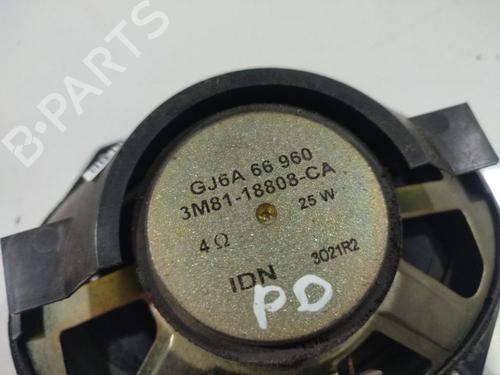 B-PARTS
GJ6A 66 960
3M81-18808-CA
4Ω 25 W
IDN 3021R2
PD